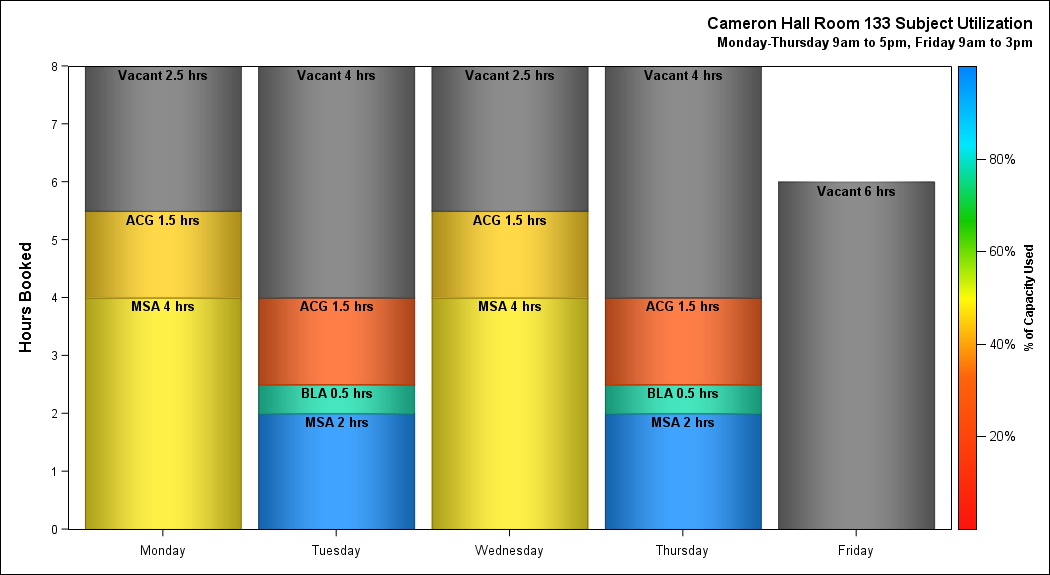 Cameron Hall Room 133 Subject Utilization
Monday-Thursday 9am to 5pm, Friday 9am to 3pm
8
7
6
5
4
3
2
1
0
Hours Booked
Vacant 2.5 hrs
ACG 1.5 hrs
MSA 4 hrs
Vacant 4 hrs
ACG 1.5 hrs
BLA 0.5 hrs
MSA 2 hrs
Vacant 2.5 hrs
ACG 1.5 hrs
MSA 4 hrs
Vacant 4 hrs
ACG 1.5 hrs
BLA 0.5 hrs
MSA 2 hrs
Vacant 6 hrs
Monday
Tuesday
Wednesday
Thursday
Friday
80%
60%
40%
20%
% of Capacity Used